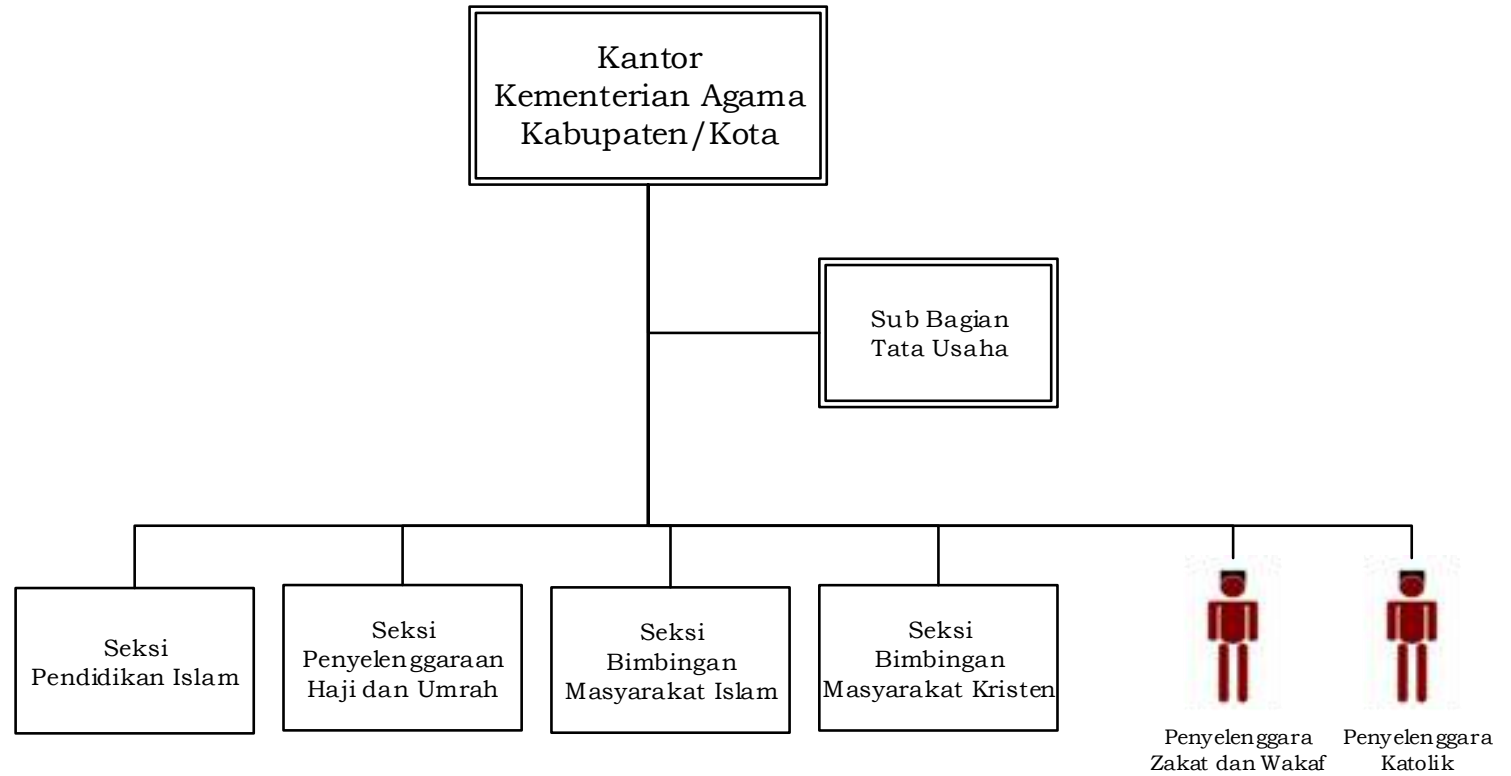 Kantor
Kementerian Agama
Kabupaten/Kota
Sub Bagian
Tata Usaha
Seksi
Pendidikan Islam
Seksi
Penyelenggaraan
Haji dan Umrah
Seksi
Bimbingan
Masyarakat Islam
Seksi
Bimbingan
Masyarakat Kristen
Penyelenggara
Zakat dan Wakaf
Penyelenggara
Katolik